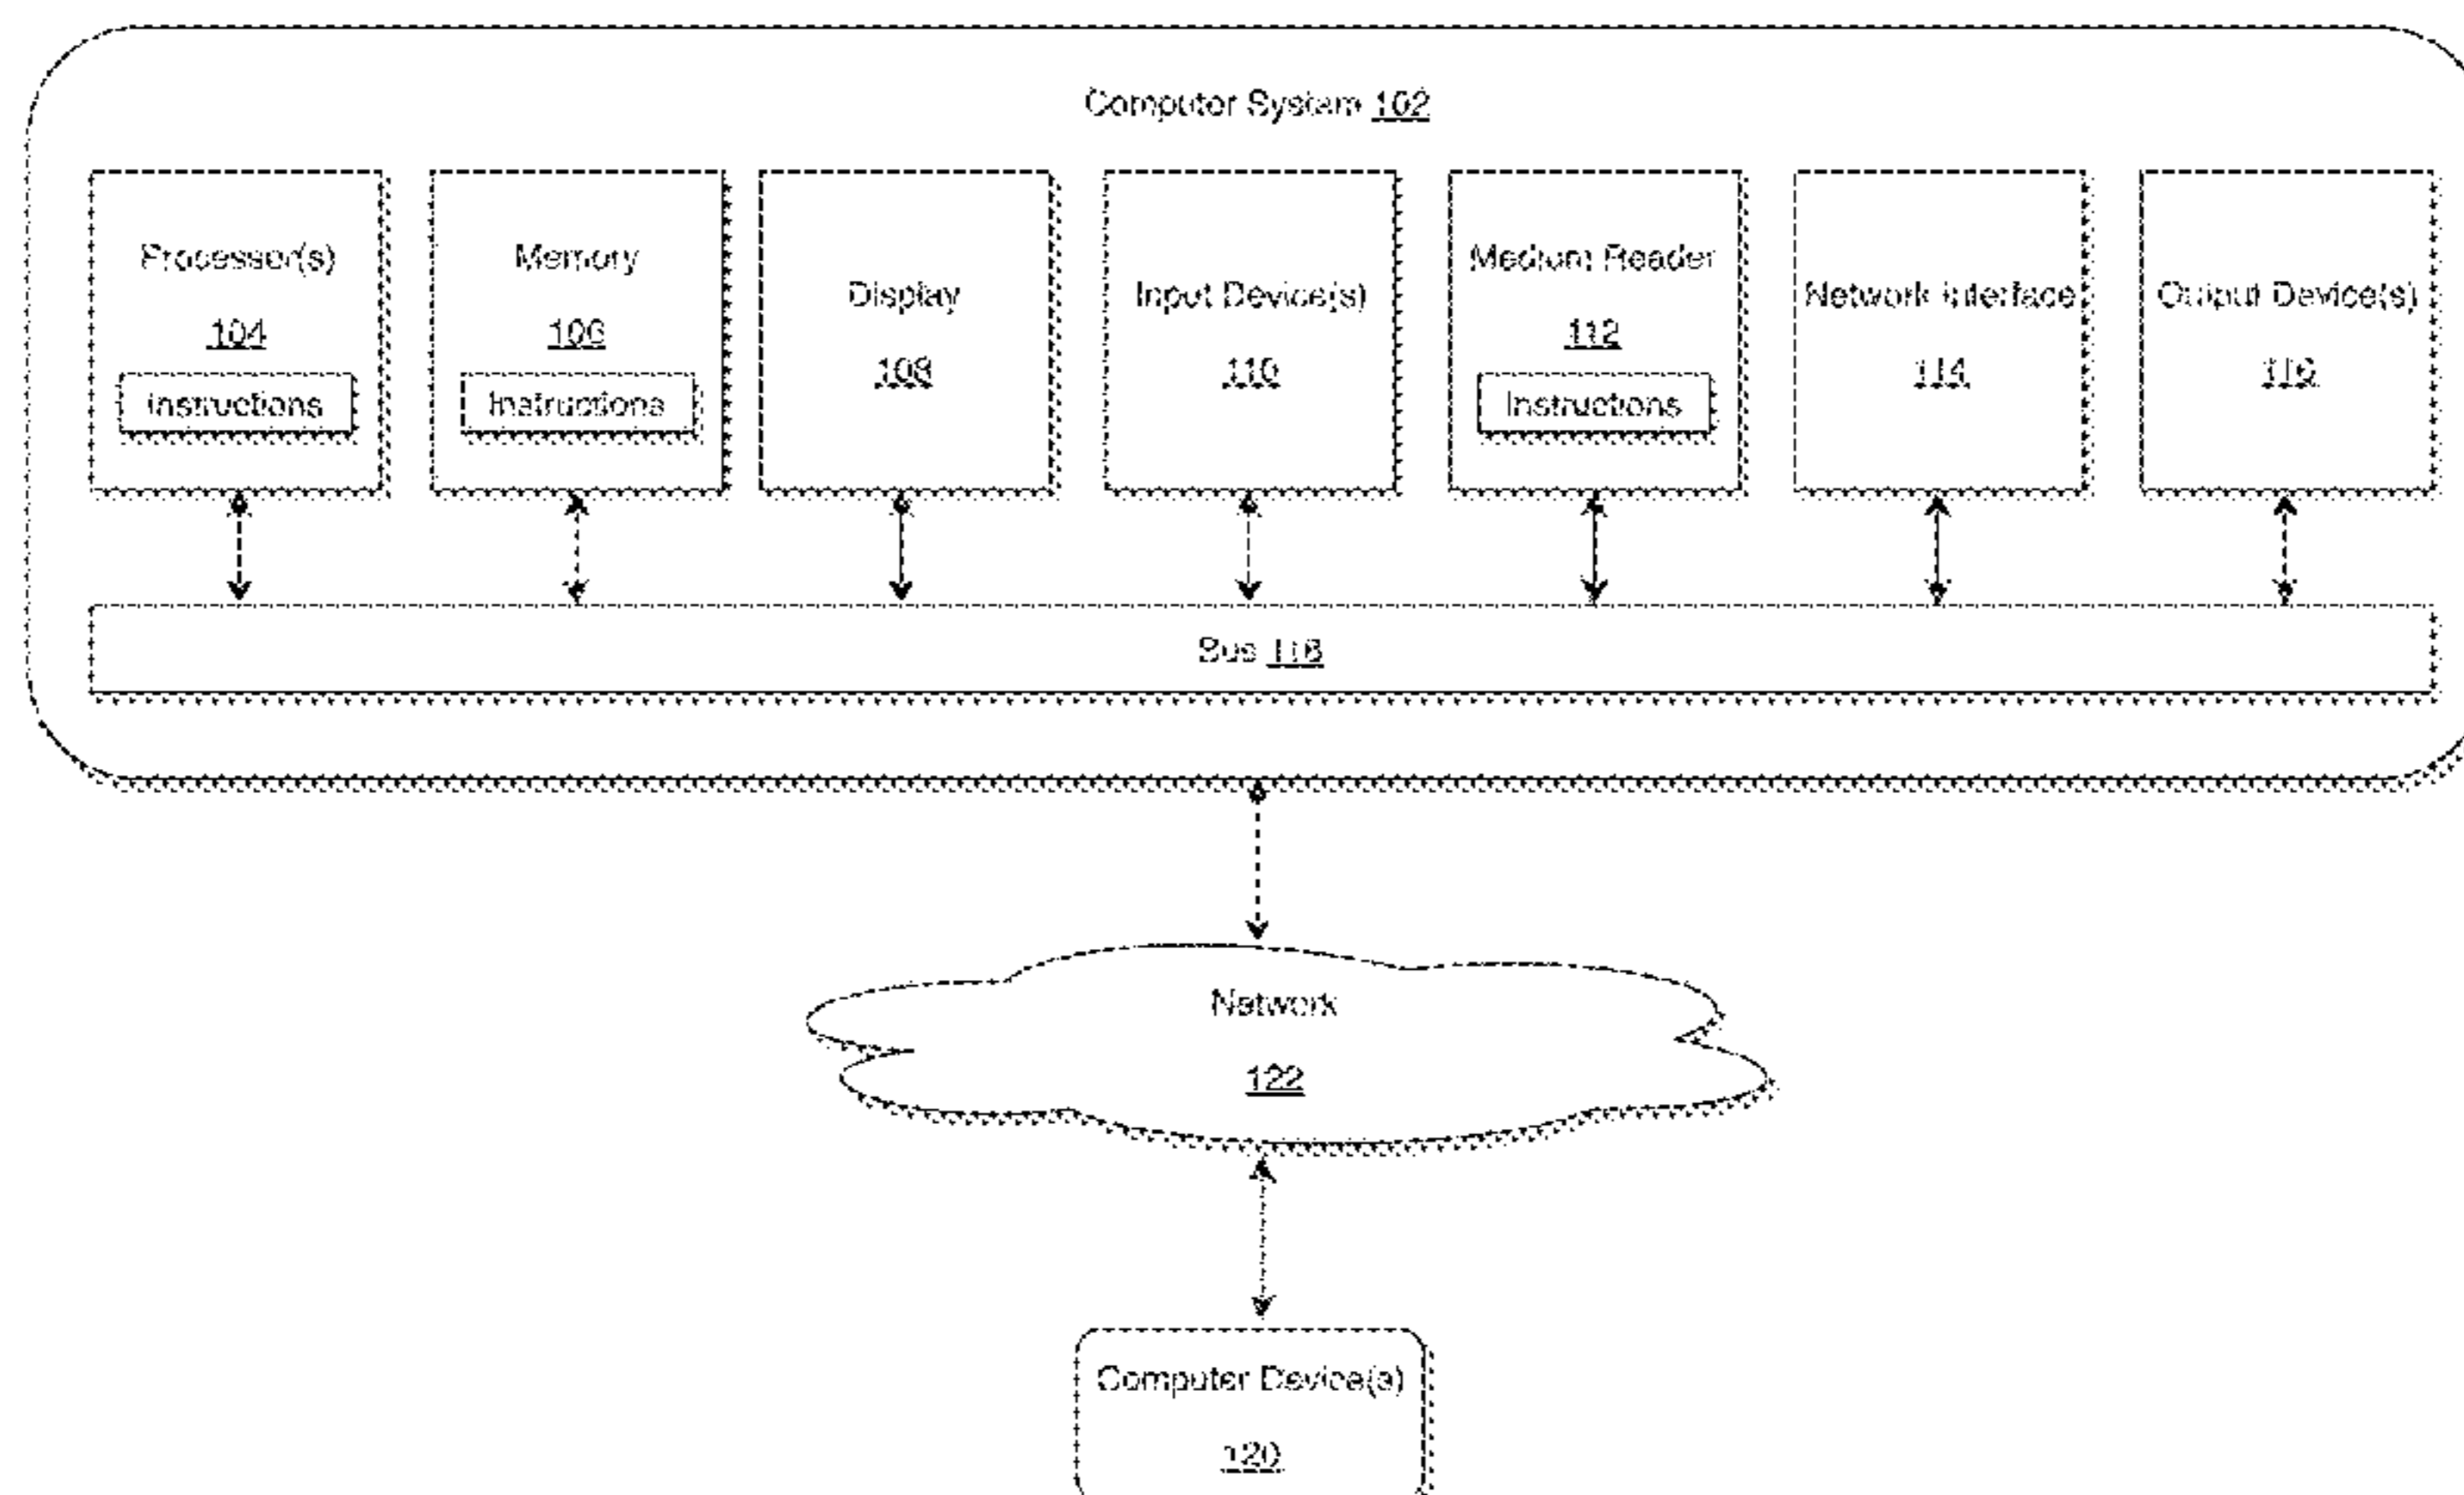 Computer System 102
Processor(s)
104
Instructions
Memory
106
Instructions
Display
108
Input Device(s)
110
Medium Reader
112
Instructions
Network Interface
114
Output Device(s)
116
Bus 118
Network
122
Computer Device(s)
120